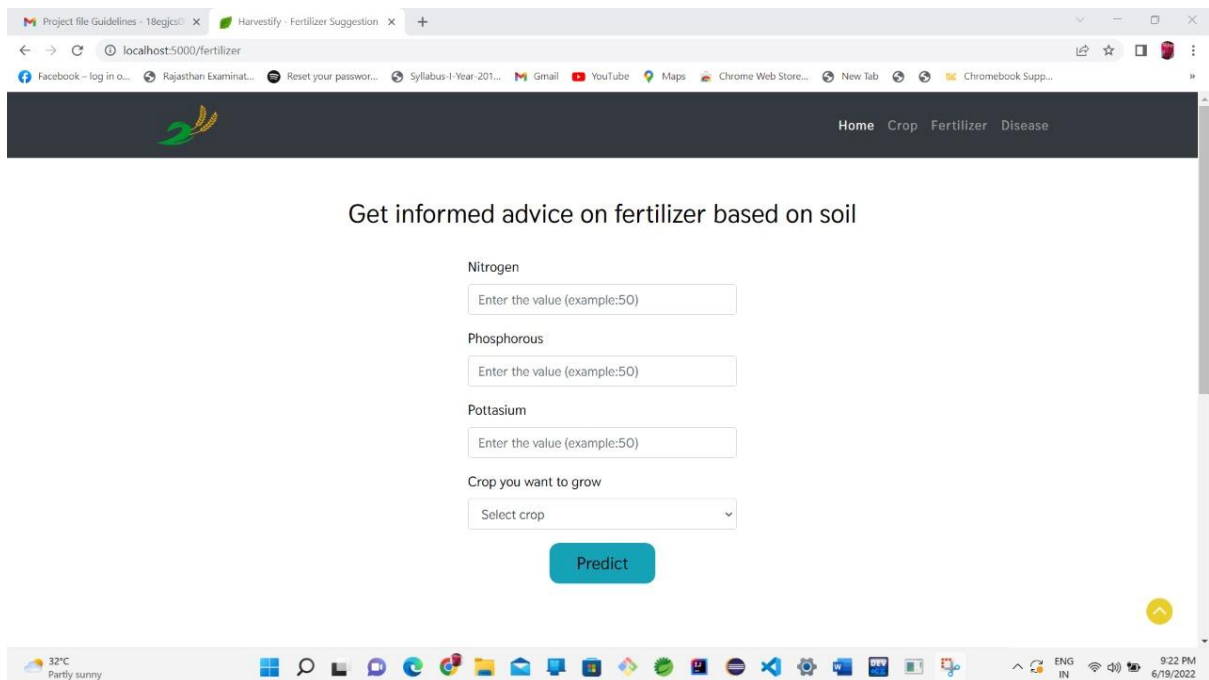 Project file Guidelines - 18egjcs0
Harvestify - Fertilizer Suggestion
localhost:5000/fertilizer
Facebook – log in o... Rajasthan Examinat... Reset your passwor... Syllabus-I-Year-201... Gmail YouTube Maps Chrome Web Store... New Tab Chromebook Supp...
Home Crop Fertilizer Disease
Get informed advice on fertilizer based on soil
Nitrogen
Enter the value (example:50)
Phosphorous
Enter the value (example:50)
Pottasium
Enter the value (example:50)
Crop you want to grow
Select crop
Predict
32°C
Partly sunny
DEV
ENG
IN
9:22 PM
6/19/2022